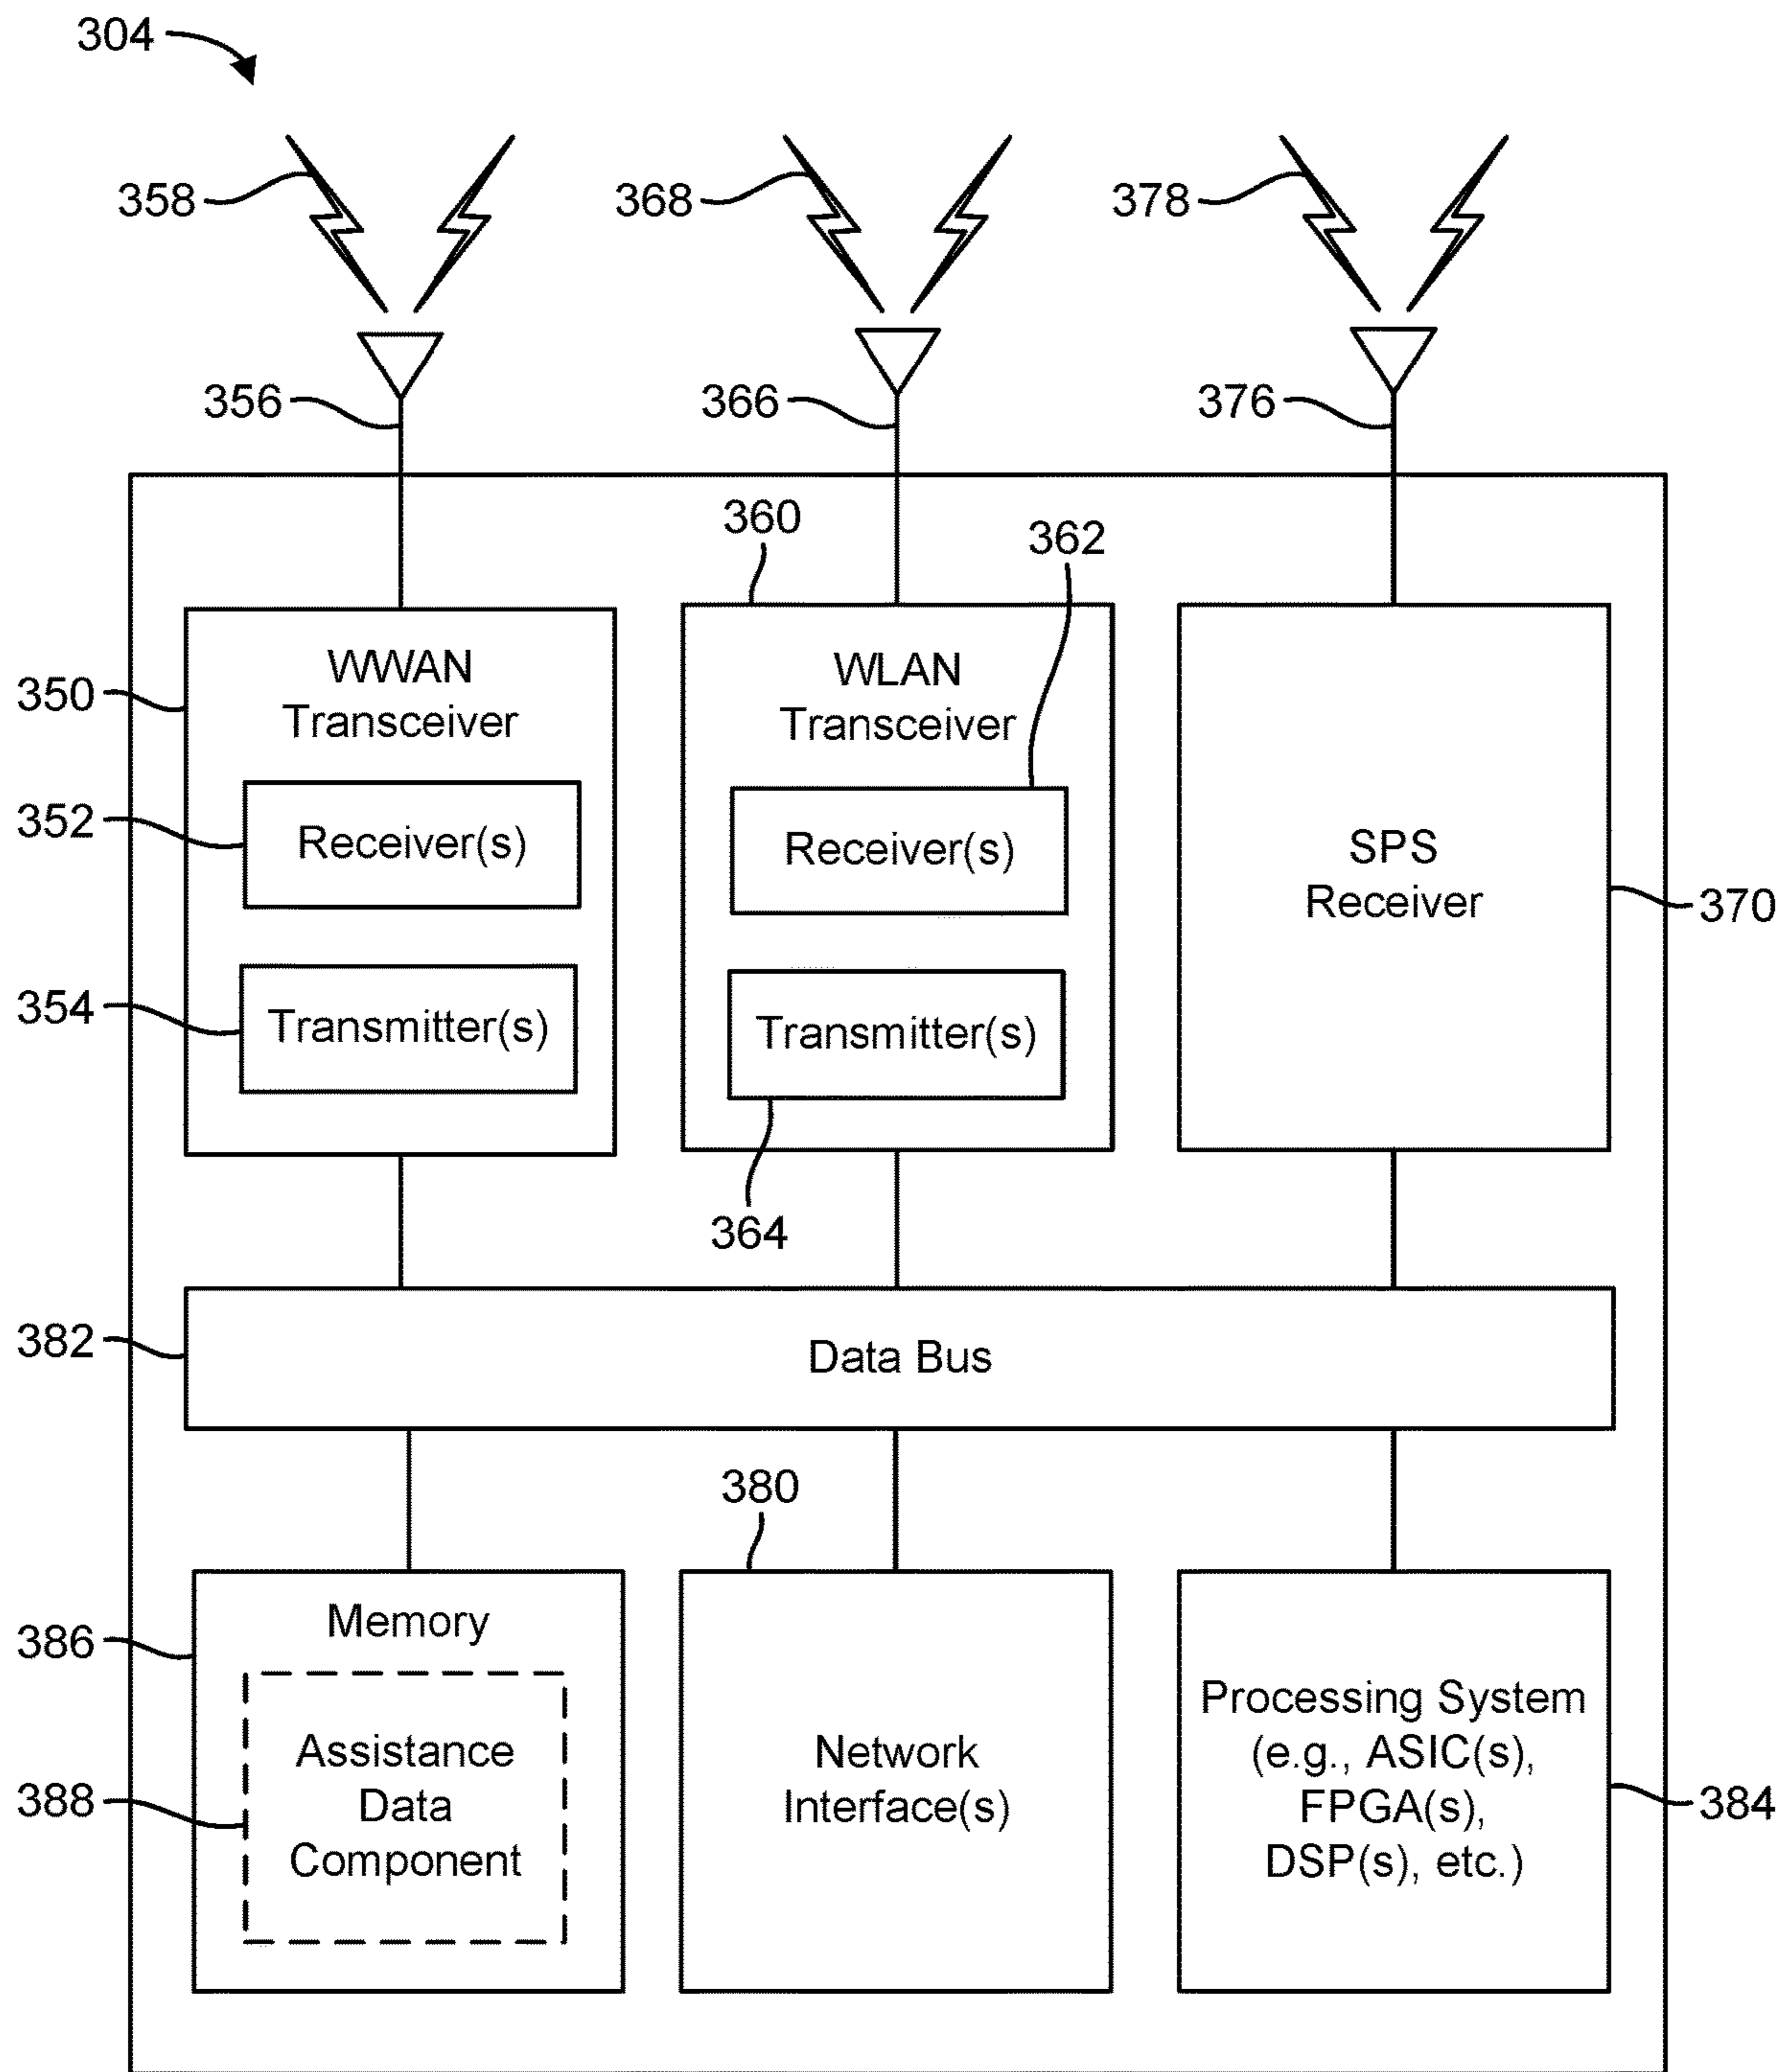 304
358
368
378
356
366
376
360
362
WWAN
Transceiver
WLAN
Transceiver
350
352
Receiver(s)
Receiver(s)
SPS
Receiver
370
354
Transmitter(s)
Transmitter(s)
364
382
Data Bus
380
Memory
386
Assistance
Data
Component
388
Network
Interface(s)
Processing System
(e.g., ASIC(s),
FPGA(s),
DSP(s), etc.)
384